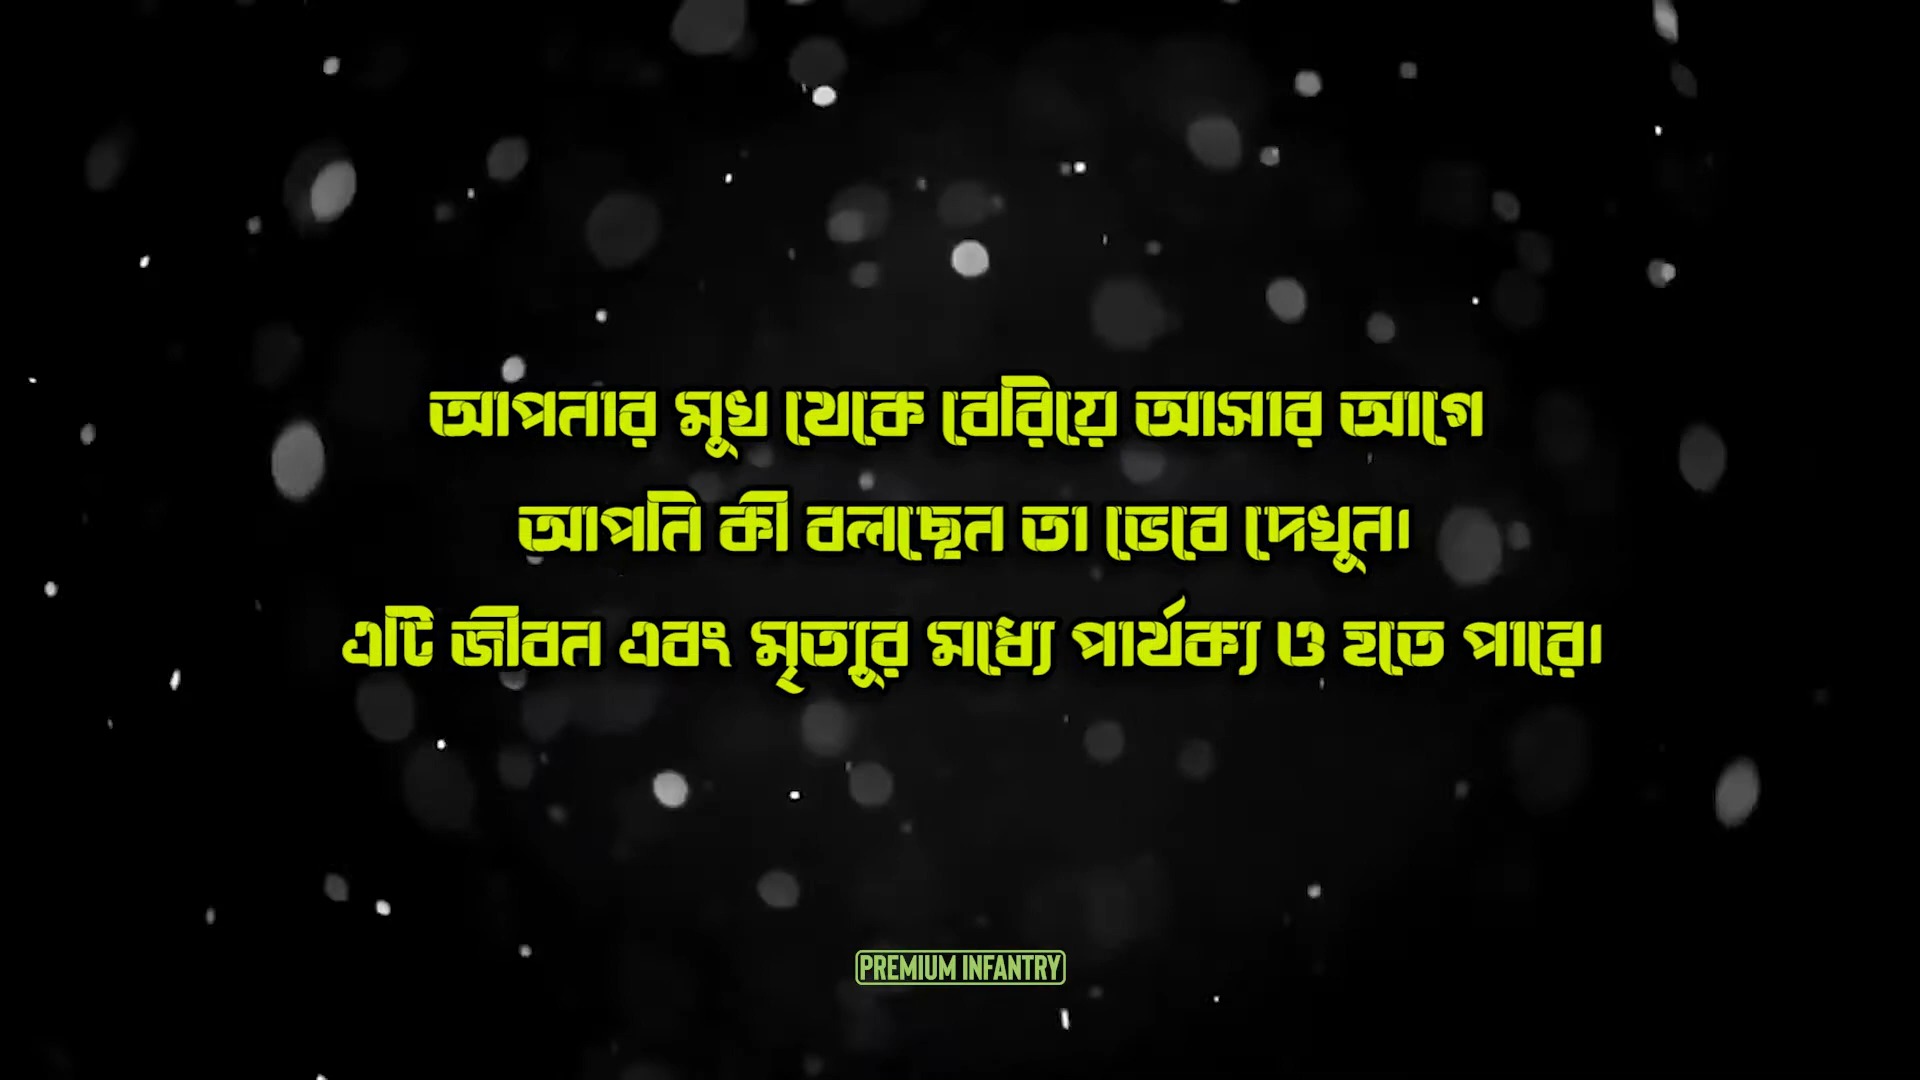 আপনার মুখ থেকে বেরিয়ে আসার আগে
আপনি কী বলছেন তা ভেবে দেখুন।
এটি জীবন এবং মৃত্যুর মধ্যে পার্থক্য ও হতে পারে।
PREMIUM INFANTRY